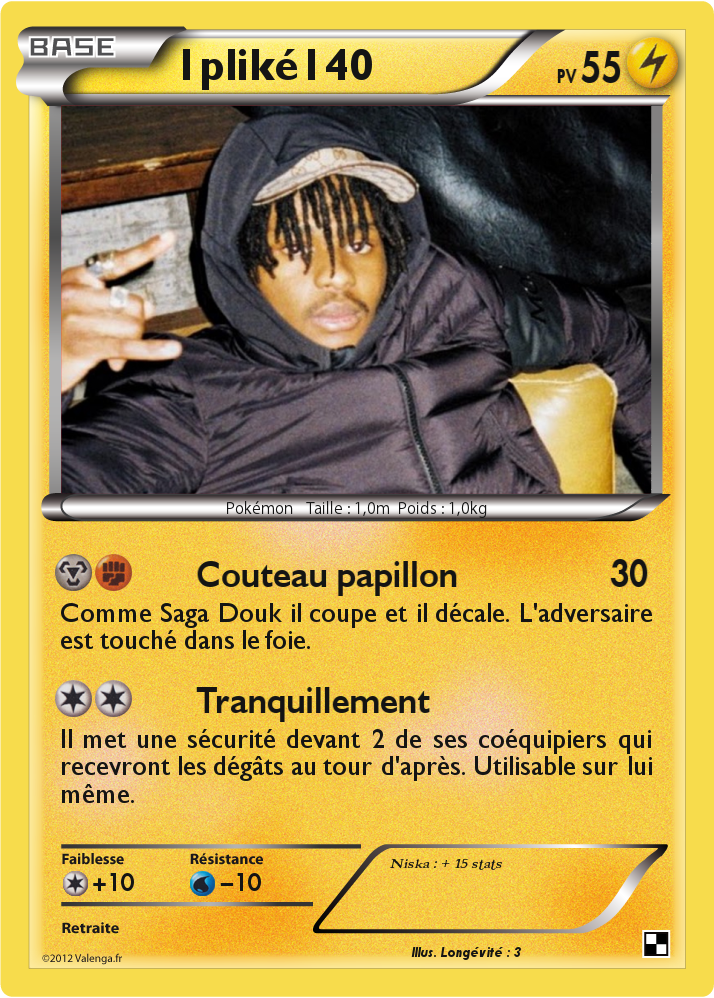 BASE
1pliké140
PV 55
Pokémon Taille : 1,0m Poids : 1,0kg
Couteau papillon 30
Comme Saga Douk il coupe et il décale. L'adversaire
est touché dans le foie.
Tranquillement
Il met une sécurité devant 2 de ses coéquipiers qui
recevront les dégâts au tour d'après. Utilisable sur lui
même.
Faiblesse Résistance
+10 −10
Niska : + 15 stats
Retraite
©2012 Valenga.fr
Illus. Longévité : 3